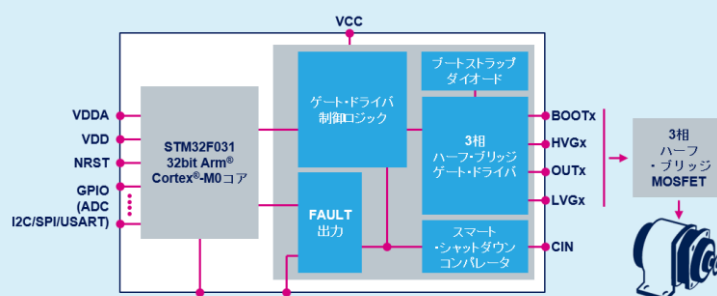 VCC
VDDA
VDD
NRST
GPIO
(ADC
I2C/SPI/USART)
STM32F031
32bit Arm®
Cortex®-M0コア
ゲート・ドライバ
制御ロジック
FAULT
出力
ブートストラップ
ダイオード
3相
ハーフ・ブリッジ
ゲート・ドライバ
スマート
・シャットダウン
コンパレータ
BOOTx
HVGx
OUTx
LVGx
CIN
3相
ハーフ
・ブリッジ
MOSFET